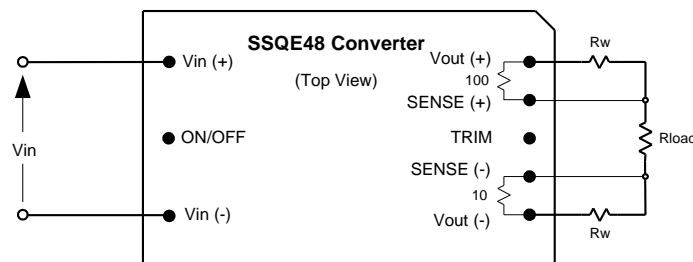 SSQE48 Converter
(Top View)
Vin (+)
Vout (+)
Rw
100
SENSE (+)
Vin
ON/OFF
TRIM
Rload
SENSE (-)
10
Vin (-)
Vout (-)
Rw